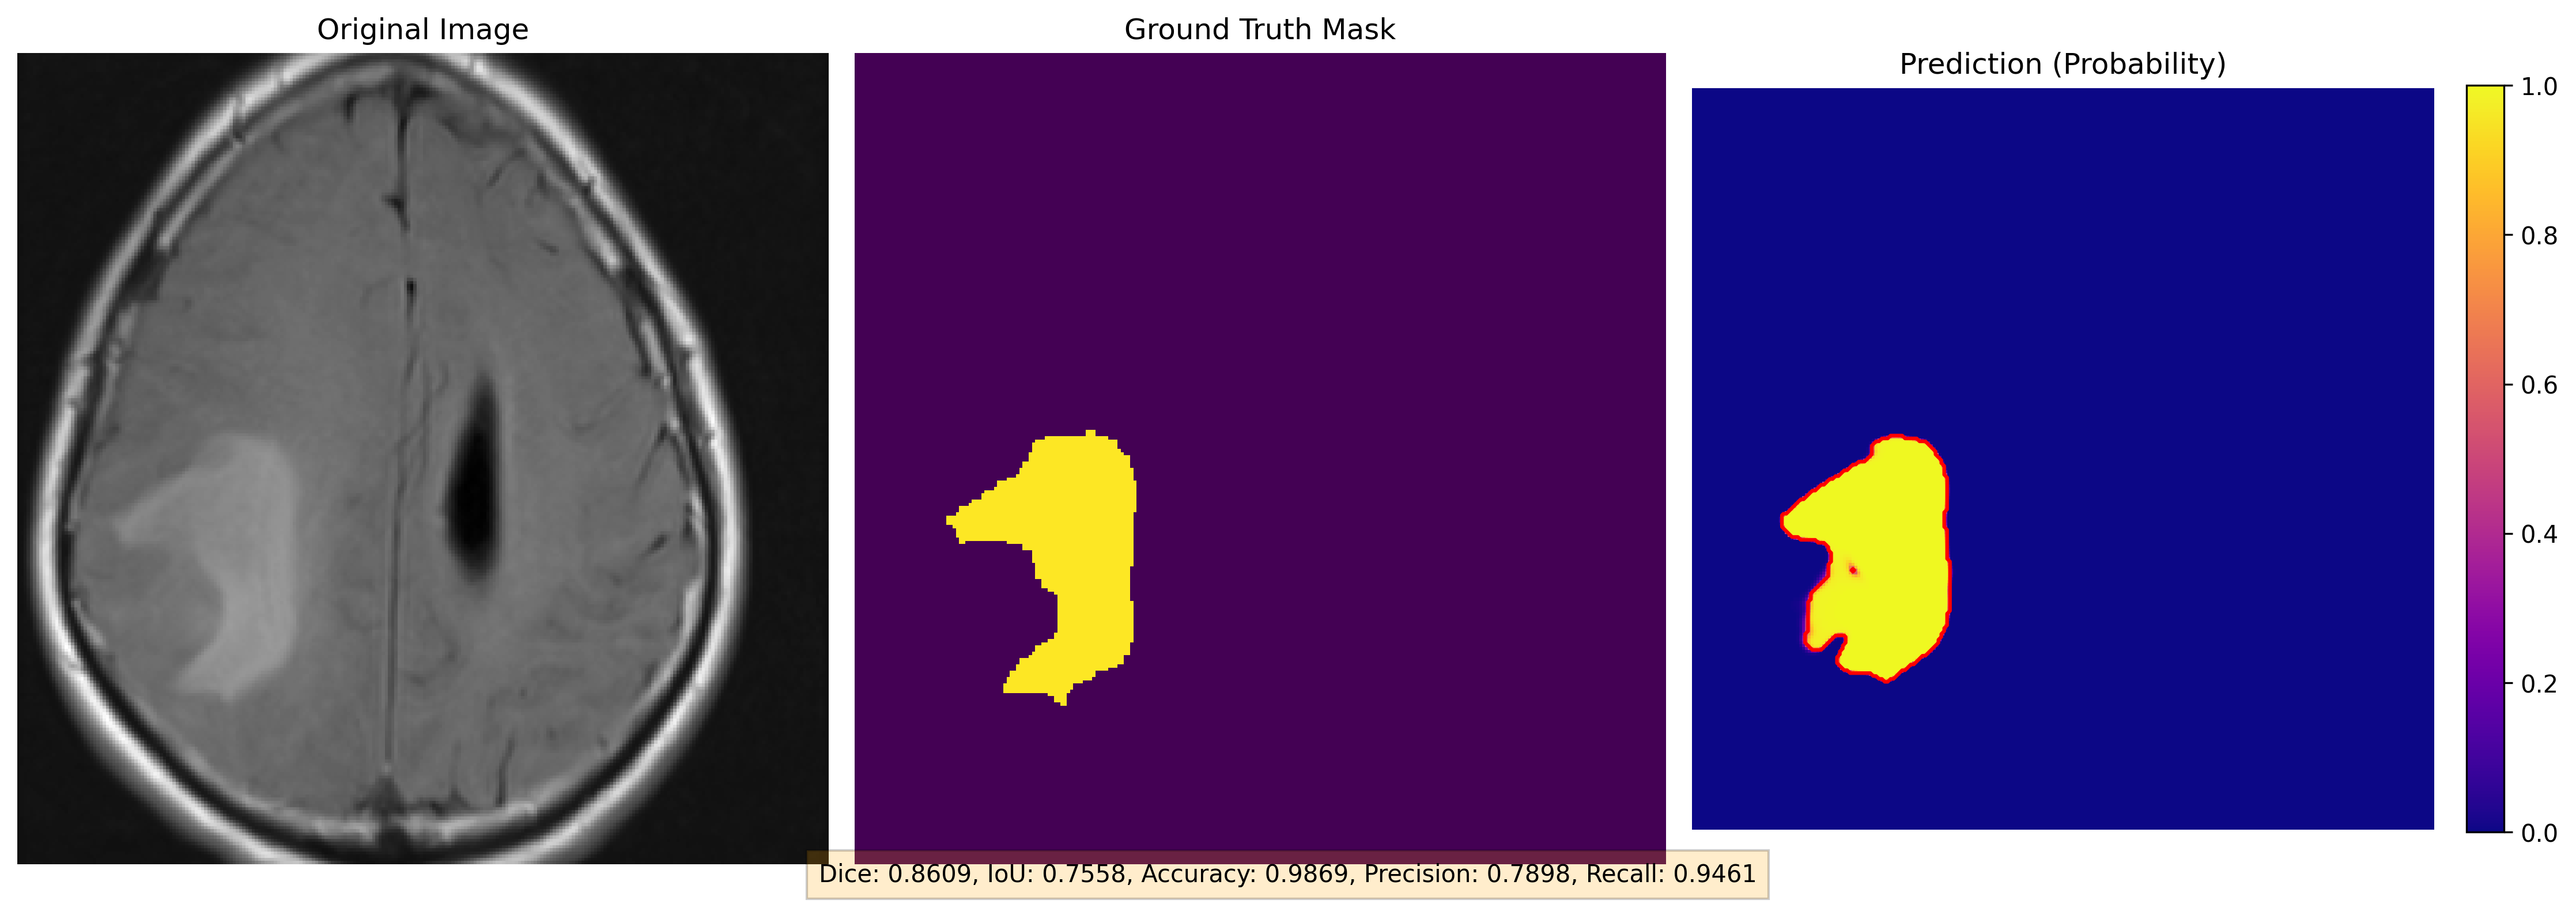 Original Image
Ground Truth Mask
Prediction (Probability)
1.0
0.8
0.6
0.4
0.2
0.0
Dice: 0.8609, IoU: 0.7558, Accuracy: 0.9869, Precision: 0.7898, Recall: 0.9461